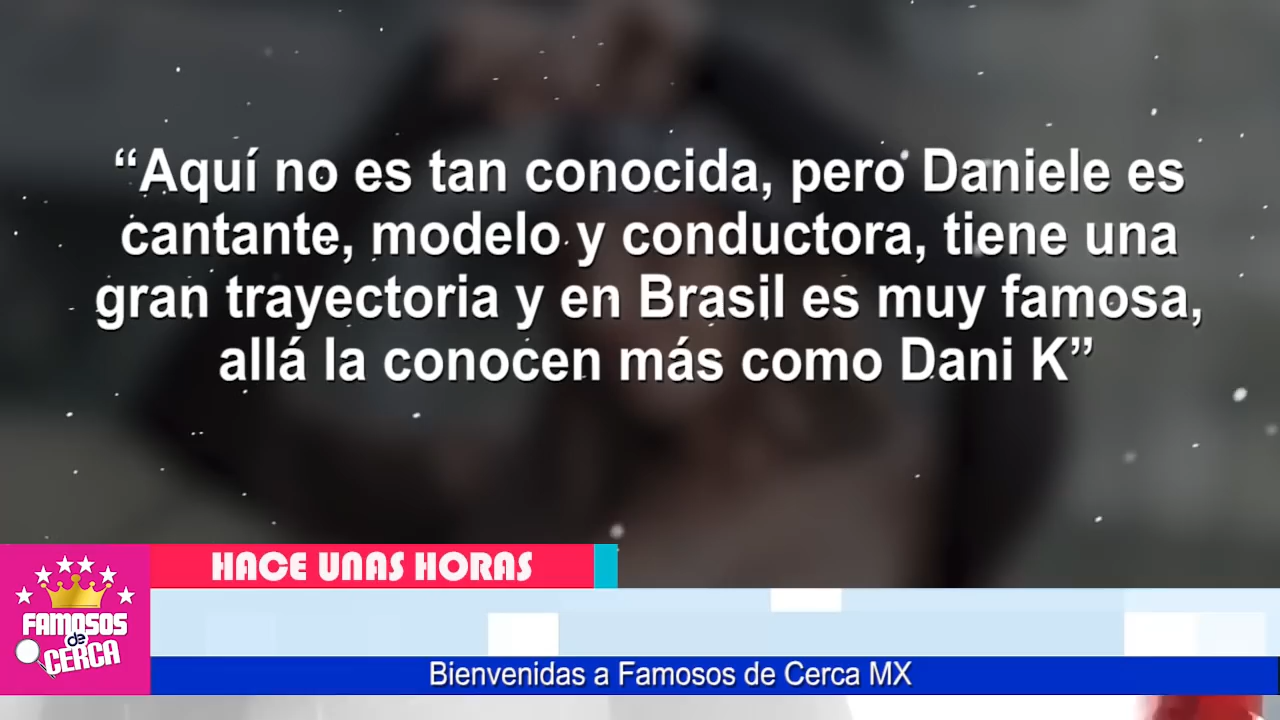 “Aquí no es tan conocida, pero Daniele es
cantante, modelo y conductora, tiene una
gran trayectoria y en Brasil es muy famosa,
allá la conocen más como Dani K”
HACE UNAS HORAS
FAMOSOS
de
CERCA
Bienvenidas a Famosos de Cerca MX